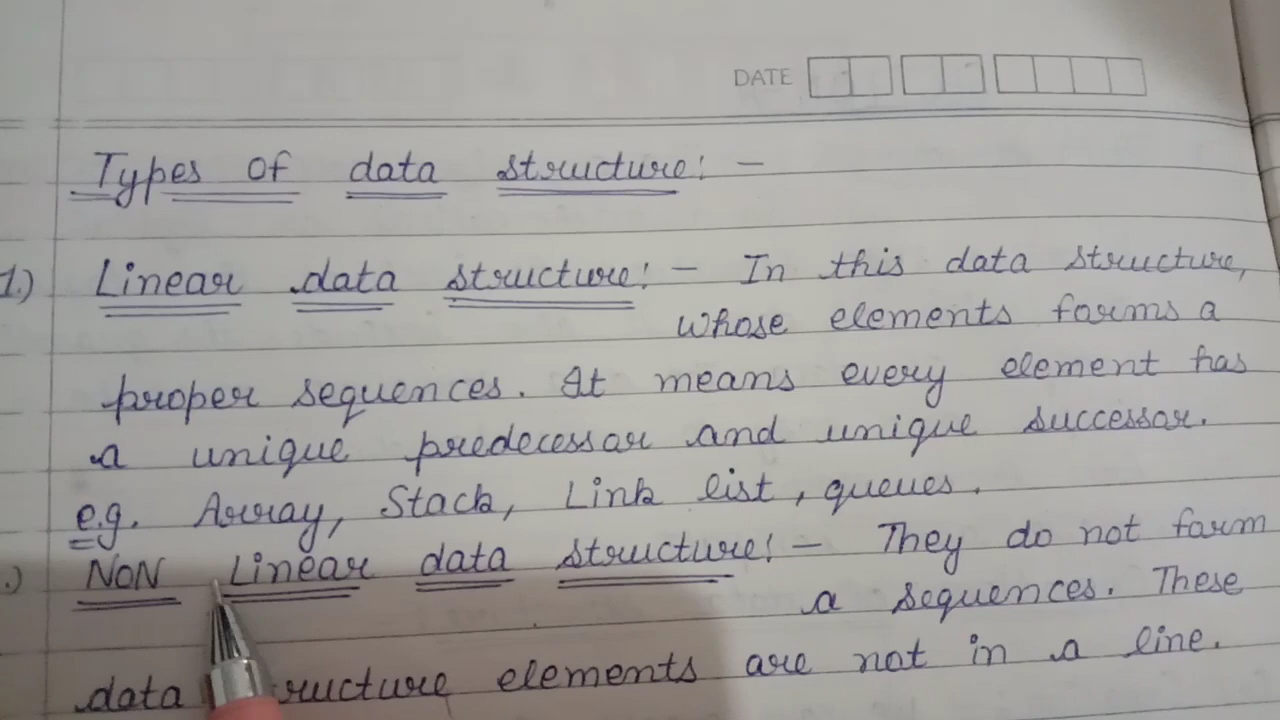 DATE
Types of data structure: -
1.) Linear data structure: - In this data structure,
whose elements forms a
proper sequences. It means every element has
a unique predecessor and unique successor.
e.g. Array, Stack, Link list, queues.
.) NON Linear data structure: - They do not form
a sequences. These
data structure elements are not in a line.